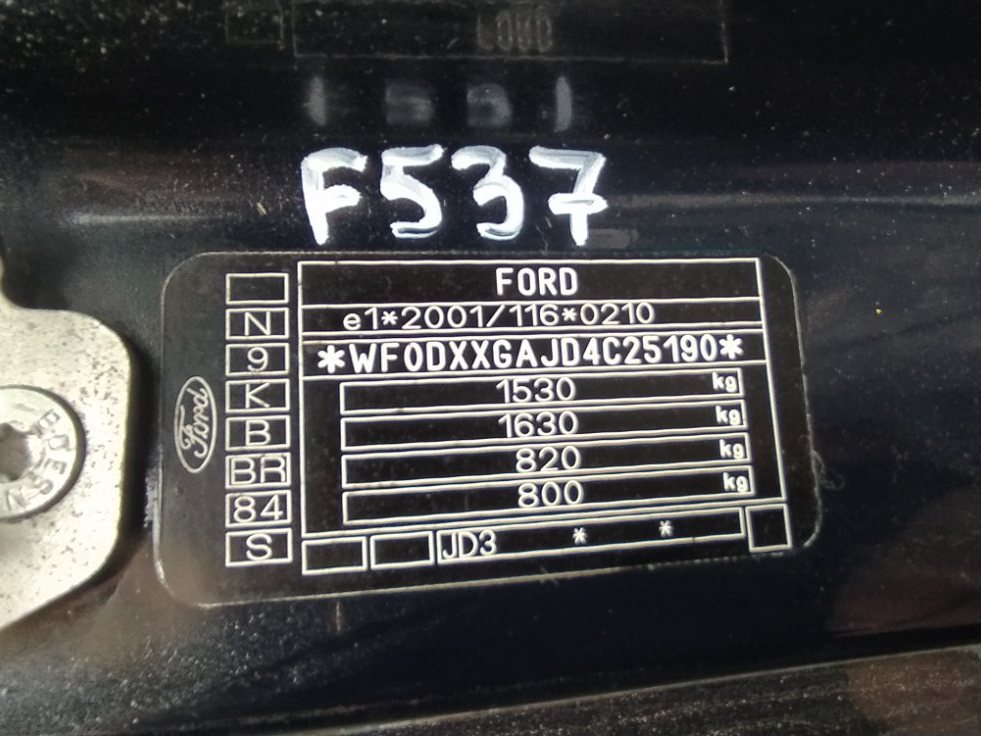 F537
FORD
e1*2001/116*0210
*WF0DXXGAJD4C25190*
1530 kg
1630 kg
820 kg
800 kg
JD3 * *
N
9
K
B
BR
84
S
Ford